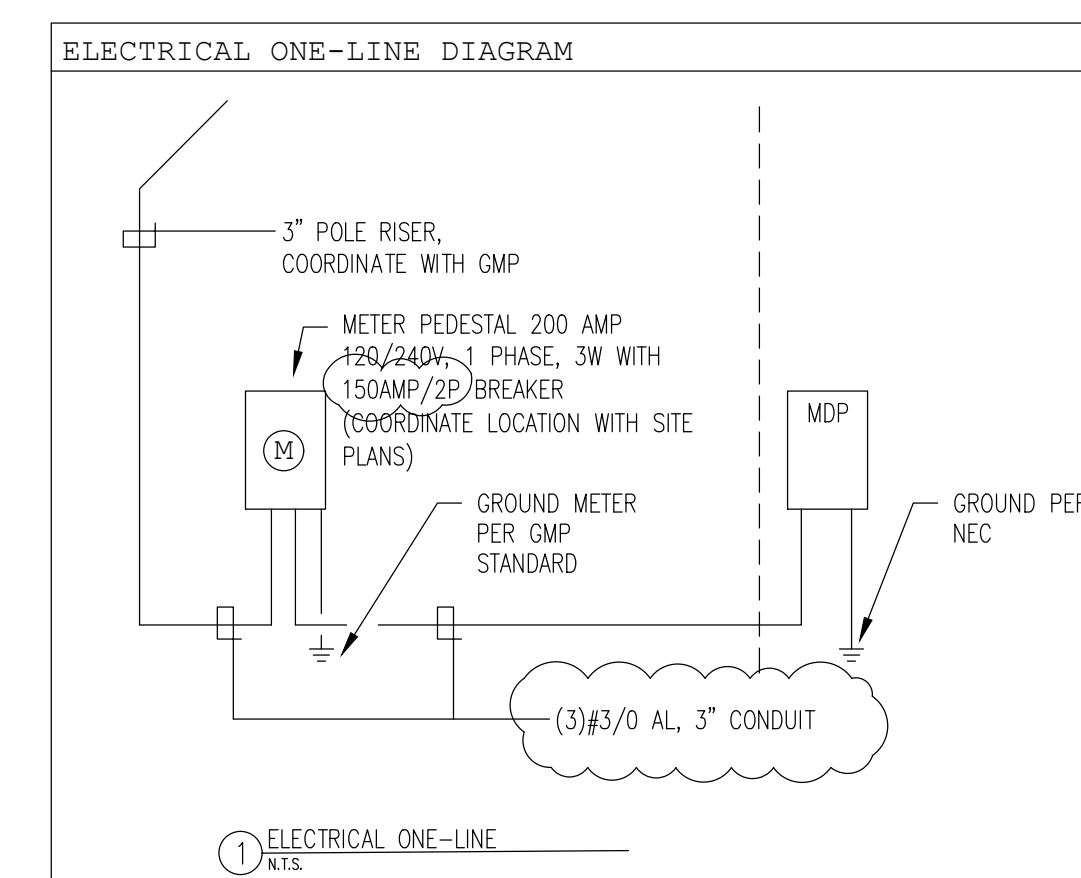 ELECTRICAL ONE-LINE DIAGRAM
3" POLE RISER,
COORDINATE WITH GMP
METER PEDESTAL 200 AMP
120/240V, 1 PHASE, 3W WITH
150AMP/2P BREAKER
(COORDINATE LOCATION WITH SITE
PLANS)
M
MDP
GROUND METER
PER GMP
STANDARD
GROUND PER
NEC
(3)#3/0 AL, 3" CONDUIT
1 ELECTRICAL ONE-LINE
N.T.S.